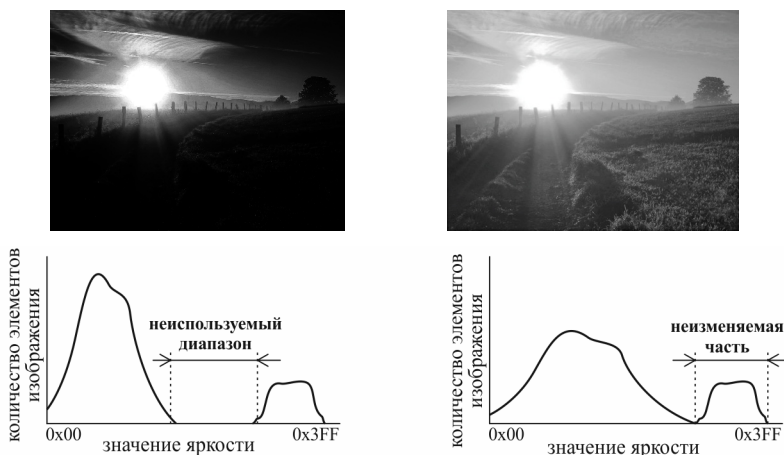 количество элементов
изображения
неиспользуемый
диапазон
0x00
0x3FF
значение яркости
количество элементов
изображения
неизменяемая
часть
0x00
0x3FF
значение яркости